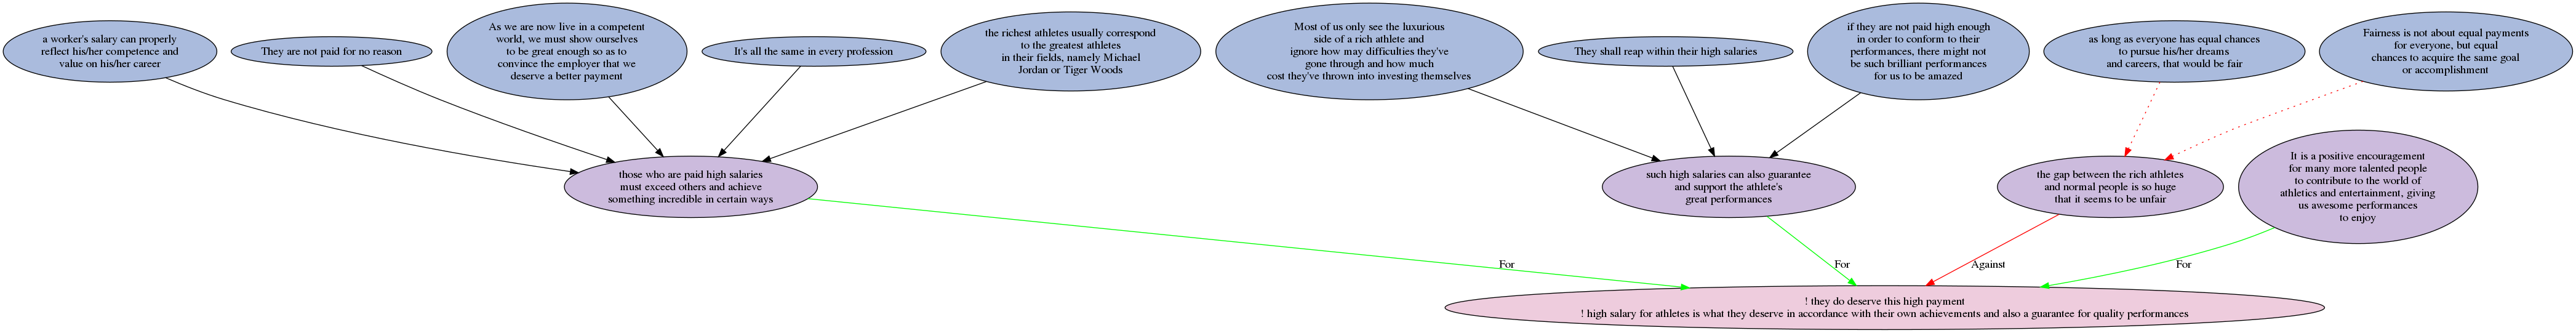 a worker's salary can properly
reflect his/her competence and
value on his/her career
They are not paid for no reason
As we are now live in a competent
world, we must show ourselves
to be great enough so as to
convince the employer that we
deserve a better payment
It's all the same in every profession
the richest athletes usually correspond
to the greatest athletes
in their fields, namely Michael
Jordan or Tiger Woods
Most of us only see the luxurious
side of a rich athlete and
ignore how may difficulties they've
gone through and how much
cost they've thrown into investing themselves
They shall reap within their high salaries
if they are not paid high enough
in order to conform to their
performances, there might not
be such brilliant performances
for us to be amazed
as long as everyone has equal chances
to pursue his/her dreams
and careers, that would be fair
Fairness is not about equal payments
for everyone, but equal
chances to acquire the same goal
or accomplishment
those who are paid high salaries
must exceed others and achieve
something incredible in certain ways
such high salaries can also guarantee
and support the athlete's
great performances
the gap between the rich athletes
and normal people is so huge
that it seems to be unfair
It is a positive encouragement
for many more talented people
to contribute to the world of
athletics and entertainment, giving
us awesome performances
to enjoy
For
For
Against
For
! they do deserve this high payment
! high salary for athletes is what they deserve in accordance with their own achievements and also a guarantee for quality performances